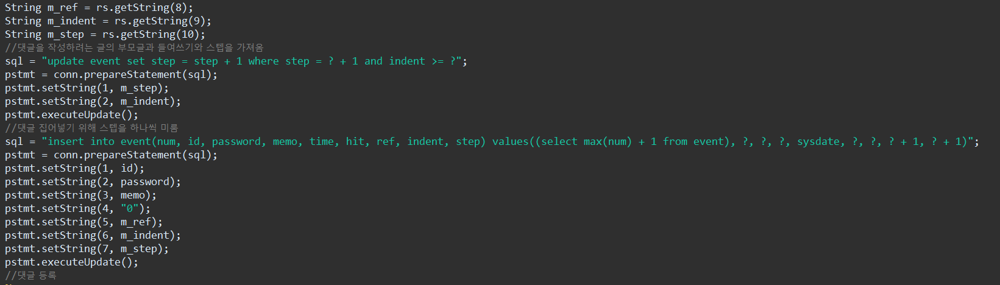 String m_ref = rs.getString(8);
String m_indent = rs.getString(9);
String m_step = rs.getString(10);
//댓글을 작성하려는 글의 부모글과 들여쓰기와 스텝을 가져옴
sql = "update event set step = step + 1 where step = ? + 1 and indent >= ?";
pstmt = conn.prepareStatement(sql);
pstmt.setString(1, m_step);
pstmt.setString(2, m_indent);
pstmt.executeUpdate();
//댓글 집어넣기 위해 스텝을 하나씩 미룸
sql = "insert into event(num, id, password, memo, time, hit, ref, indent, step) values((select max(num) + 1 from event), ?, ?, ?, sysdate, ?, ?, ? + 1, ? + 1)";
pstmt = conn.prepareStatement(sql);
pstmt.setString(1, id);
pstmt.setString(2, password);
pstmt.setString(3, memo);
pstmt.setString(4, "0");
pstmt.setString(5, m_ref);
pstmt.setString(6, m_indent);
pstmt.setString(7, m_step);
pstmt.executeUpdate();
//댓글 등록